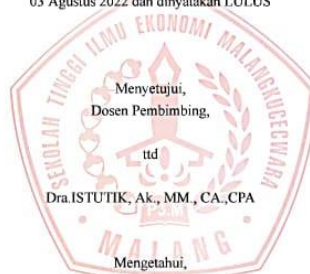 03 Agustus 2022 dan dinyatakan LULUS
SEKOLAH TINGGI ILMU EKONOMI MALANGKUCECWARA
Menyetujui,
Dosen Pembimbing,
ttd
Dra.ISTUTIK, Ak., MM., CA.,CPA
P.J.M
MALANG
Mengetahui,